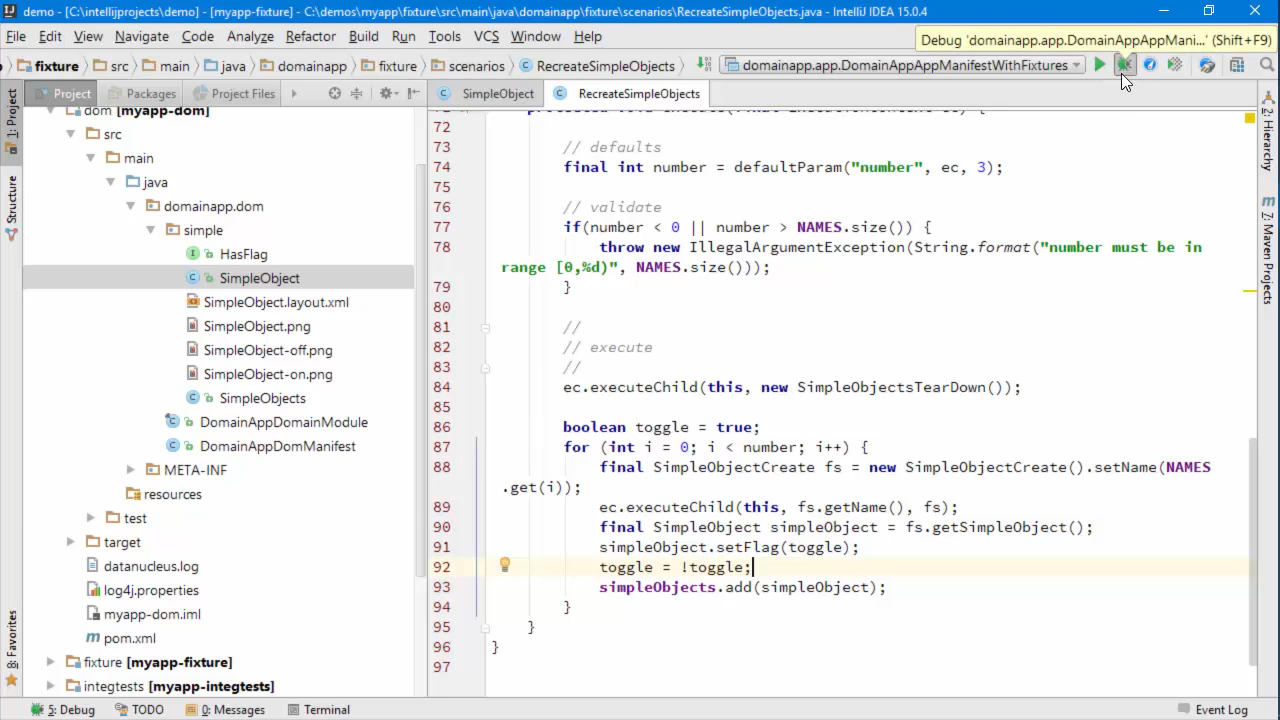 demo - [C:\intellijprojects\demo] - [myapp-fixture] - C:\demos\myapp\fixture\src\main\java\domainapp\fixture\scenarios\RecreateSimpleObjects.java - IntelliJ IDEA 15.0.4
File Edit View Navigate Code Analyze Refactor Build Run Tools VCS Window Help
Debug 'domainapp.app.DomainAppAppMani...' (Shift+F9)
fixture src main java domainapp fixture scenarios RecreateSimpleObjects domainapp.app.DomainAppAppManifestWithFixtures
Project Packages Project Files
SimpleObject RecreateSimpleObjects
1: Project
Structure
8: Favorites
dom [myapp-dom]
src
main
java
domainapp.dom
simple
HasFlag
SimpleObject
SimpleObject.layout.xml
SimpleObject.png
SimpleObject-off.png
SimpleObject-on.png
SimpleObjects
DomainAppDomainModule
DomainAppDomManifest
META-INF
resources
test
target
datanucleus.log
log4j.properties
myapp-dom.iml
pom.xml
fixture [myapp-fixture]
integtests [myapp-integtests]
72
73 // defaults
74 final int number = defaultParam("number", ec, 3);
75
76 // validate
77 if(number < 0 || number > NAMES.size()) {
78 throw new IllegalArgumentException(String.format("number must be in
range [0,%d)", NAMES.size()));
79 }
80
81 //
82 // execute
83 //
84 ec.executeChild(this, new SimpleObjectsTearDown());
85
86 boolean toggle = true;
87 for (int i = 0; i < number; i++) {
88 final SimpleObjectCreate fs = new SimpleObjectCreate().setName(NAMES
.get(i));
89 ec.executeChild(this, fs.getName(), fs);
90 final SimpleObject simpleObject = fs.getSimpleObject();
91 simpleObject.setFlag(toggle);
92 toggle = !toggle;
93 simpleObjects.add(simpleObject);
94 }
95 }
96 }
97
2: Hierarchy
Maven Projects
5: Debug TODO 0: Messages Terminal Event Log